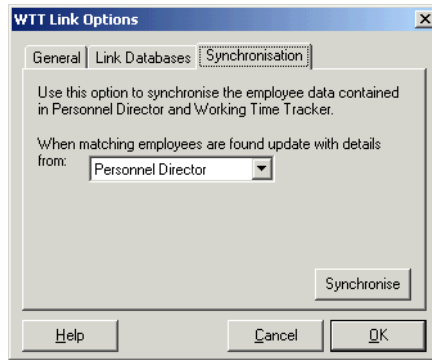 WTT Link Options
General
Link Databases
Synchronisation
Use this option to synchronise the employee data contained
in Personnel Director and Working Time Tracker.
When matching employees are found update with details
from: Personnel Director
Synchronise
Help
Cancel
OK